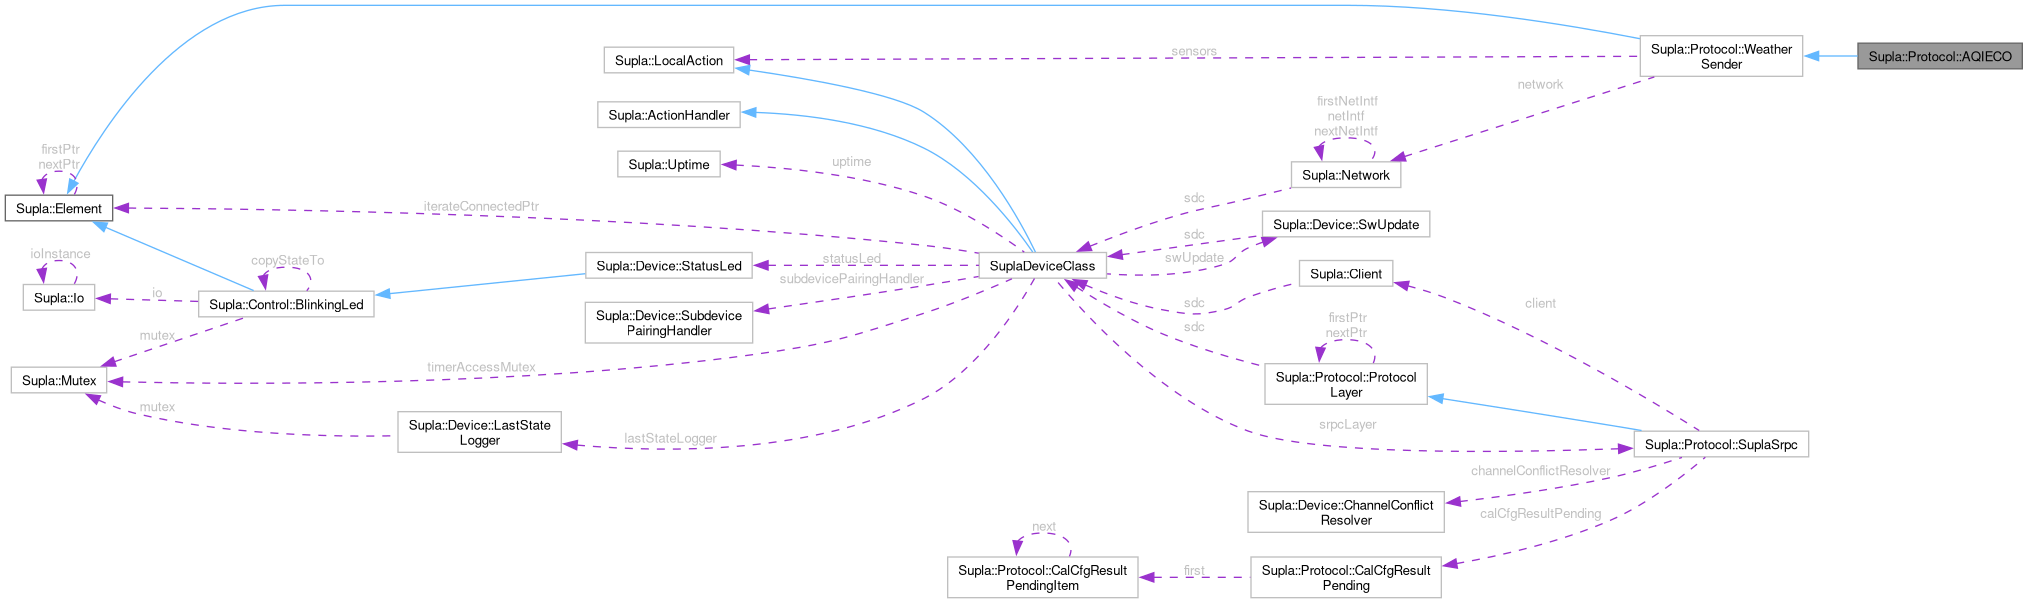 sensors
Supla::Protocol::Weather
Sender
Supla::Protocol::AQIECO
Supla::LocalAction
network
firstNetIntf
netIntf
nextNetIntf
Supla::ActionHandler
firstPtr
nextPtr
Supla::Uptime
uptime
Supla::Network
Supla::Element
iterateConnectedPtr
sdc
Supla::Device::SwUpdate
sdc
swUpdate
ioInstance
copyStateTo
Supla::Device::StatusLed
statusLed
SuplaDeviceClass
Supla::Client
subdevicePairingHandler
Supla::Io
io
Supla::Control::BlinkingLed
sdc
client
Supla::Device::Subdevice
PairingHandler
sdc
firstPtr
nextPtr
mutex
timerAccessMutex
Supla::Mutex
Supla::Protocol::Protocol
Layer
mutex
Supla::Device::LastState
Logger
lastStateLogger
srpcLayer
Supla::Protocol::SuplaSrpc
channelConflictResolver
Supla::Device::ChannelConflict
Resolver
calCfgResultPending
next
Supla::Protocol::CalCfgResult
PendingItem
first
Supla::Protocol::CalCfgResult
Pending